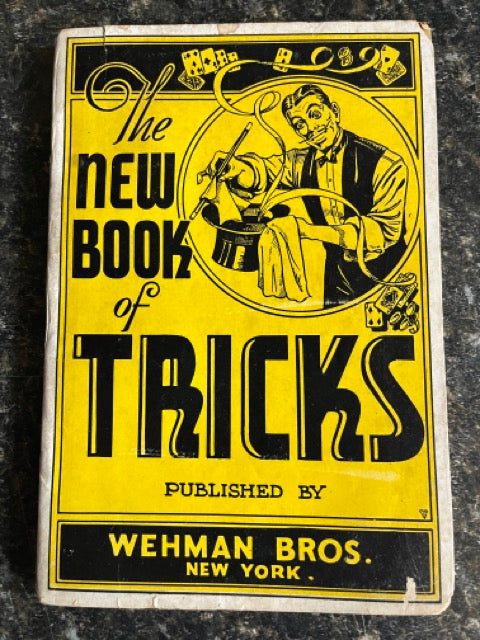 The
NEW
BOOK
of
TRICKS
PUBLISHED BY
WEHMAN BROS.
NEW YORK.